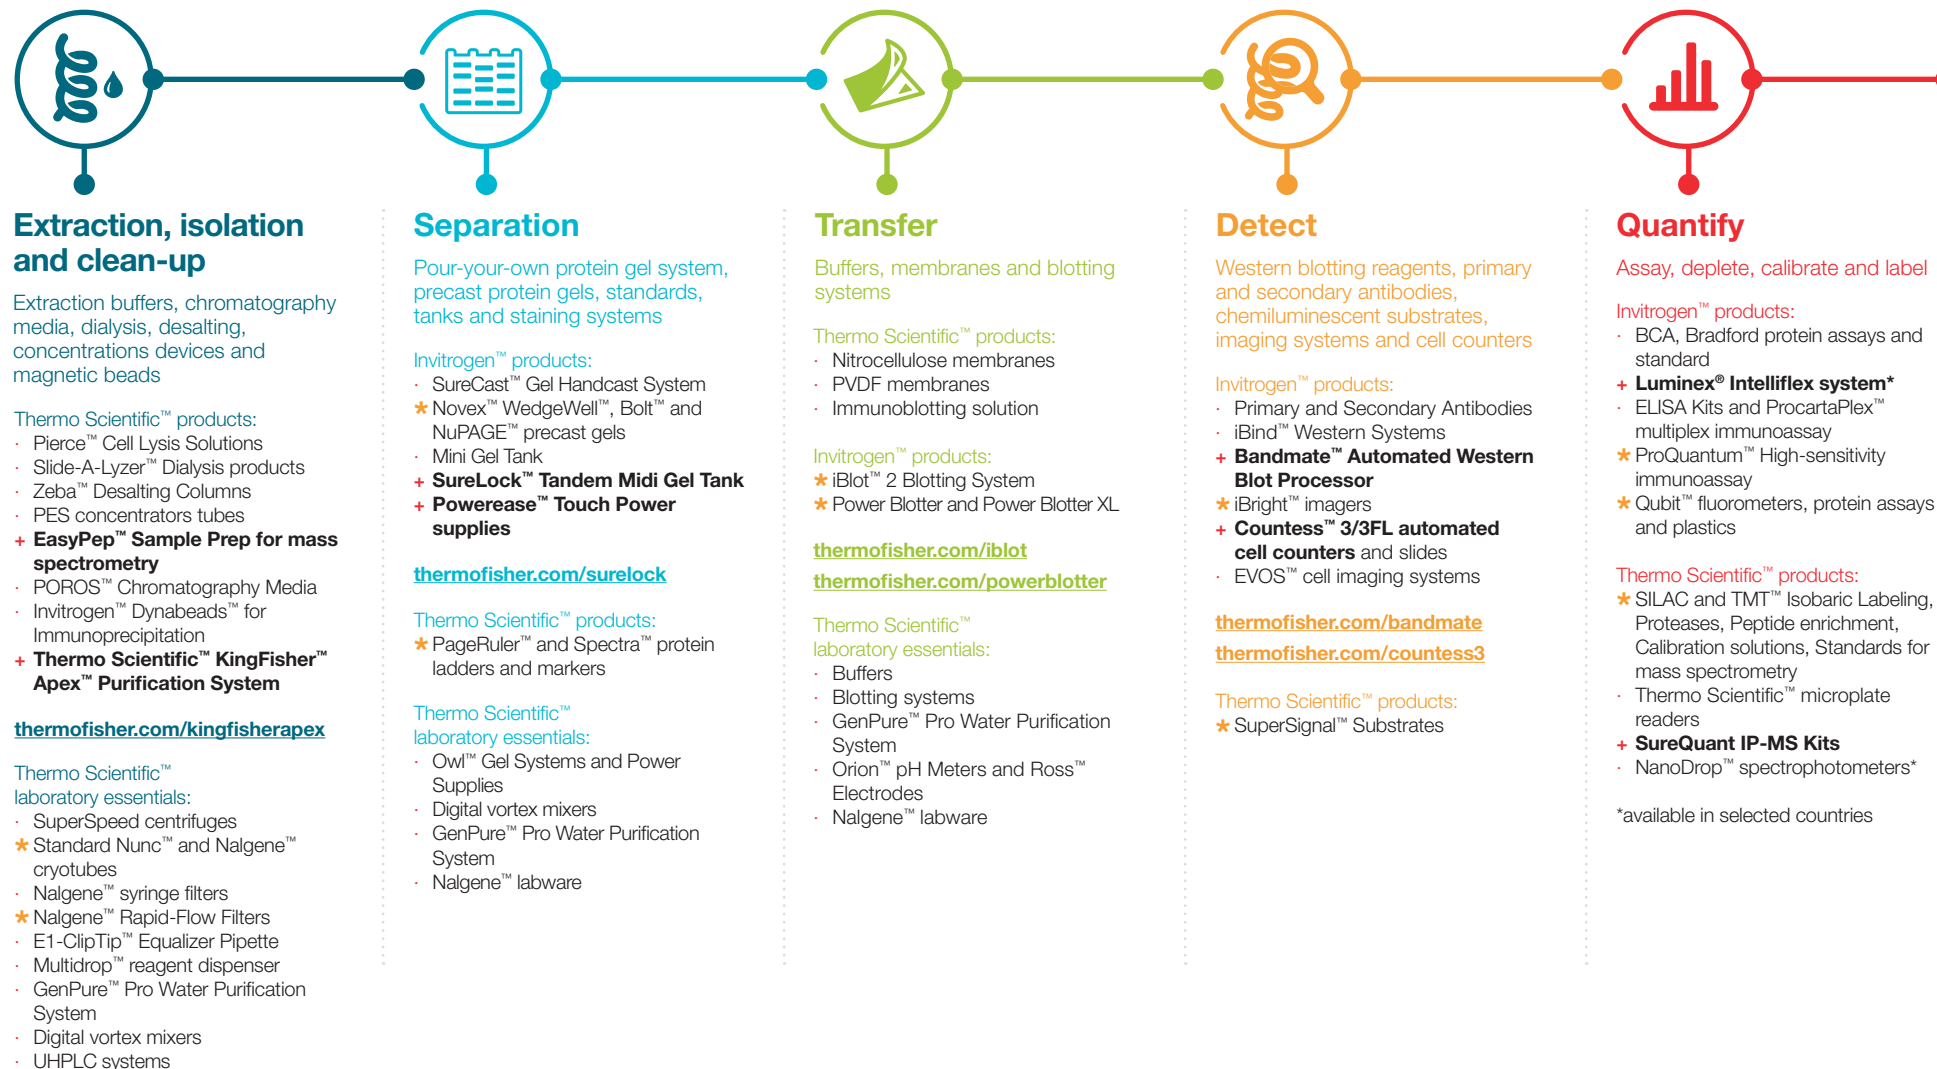 Extraction, isolation
and clean-up
Extraction buffers, chromatography
media, dialysis, desalting,
concentrations devices and
magnetic beads
Thermo Scientific™ products:
· Pierce™ Cell Lysis Solutions
· Slide-A-Lyzer™ Dialysis products
· Zeba™ Desalting Columns
· PES concentrators tubes
+ EasyPep™ Sample Prep for mass
spectrometry
· POROS™ Chromatography Media
· Invitrogen™ Dynabeads™ for
Immunoprecipitation
+ Thermo Scientific™ KingFisher™
Apex™ Purification System
thermofisher.com/kingfisherapex
Thermo Scientific™
laboratory essentials:
· SuperSpeed centrifuges
* Standard Nunc™ and Nalgene™
cryotubes
· Nalgene™ syringe filters
* Nalgene™ Rapid-Flow Filters
· E1-ClipTip™ Equalizer Pipette
· Multidrop™ reagent dispenser
· GenPure™ Pro Water Purification
System
· Digital vortex mixers
· UHPLC systems
Separation
Pour-your-own protein gel system,
precast protein gels, standards,
tanks and staining systems
Invitrogen™ products:
· SureCast™ Gel Handcast System
* Novex™ WedgeWell™, Bolt™ and
NuPAGE™ precast gels
· Mini Gel Tank
+ SureLock™ Tandem Midi Gel Tank
+ Powerease™ Touch Power
supplies
thermofisher.com/surelock
Thermo Scientific™ products:
* PageRuler™ and Spectra™ protein
ladders and markers
Thermo Scientific™
laboratory essentials:
· Owl™ Gel Systems and Power
Supplies
· Digital vortex mixers
· GenPure™ Pro Water Purification
System
· Nalgene™ labware
Transfer
Buffers, membranes and blotting
systems
Thermo Scientific™ products:
· Nitrocellulose membranes
· PVDF membranes
· Immunoblotting solution
Invitrogen™ products:
* iBlot™ 2 Blotting System
* Power Blotter and Power Blotter XL
thermofisher.com/iblot
thermofisher.com/powerblotter
Thermo Scientific™
laboratory essentials:
· Buffers
· Blotting systems
· GenPure™ Pro Water Purification
System
· Orion™ pH Meters and Ross™
Electrodes
· Nalgene™ labware
Detect
Western blotting reagents, primary
and secondary antibodies,
chemiluminescent substrates,
imaging systems and cell counters
Invitrogen™ products:
· Primary and Secondary Antibodies
· iBind™ Western Systems
+ Bandmate™ Automated Western
Blot Processor
* iBright™ imagers
+ Countess™ 3/3FL automated
cell counters and slides
· EVOS™ cell imaging systems
thermofisher.com/bandmate
thermofisher.com/countess3
Thermo Scientific™ products:
* SuperSignal™ Substrates
Quantify
Assay, deplete, calibrate and label
Invitrogen™ products:
· BCA, Bradford protein assays and
standard
+ Luminex® Intelliflex system*
· ELISA Kits and ProcartaPlex™
multiplex immunoassay
* ProQuantum™ High-sensitivity
immunoassay
* Qubit™ fluorometers, protein assays
and plastics
Thermo Scientific™ products:
* SILAC and TMT™ Isobaric Labeling,
Proteases, Peptide enrichment,
Calibration solutions, Standards for
mass spectrometry
· Thermo Scientific™ microplate
readers
+ SureQuant IP-MS Kits
· NanoDrop™ spectrophotometers*
*available in selected countries